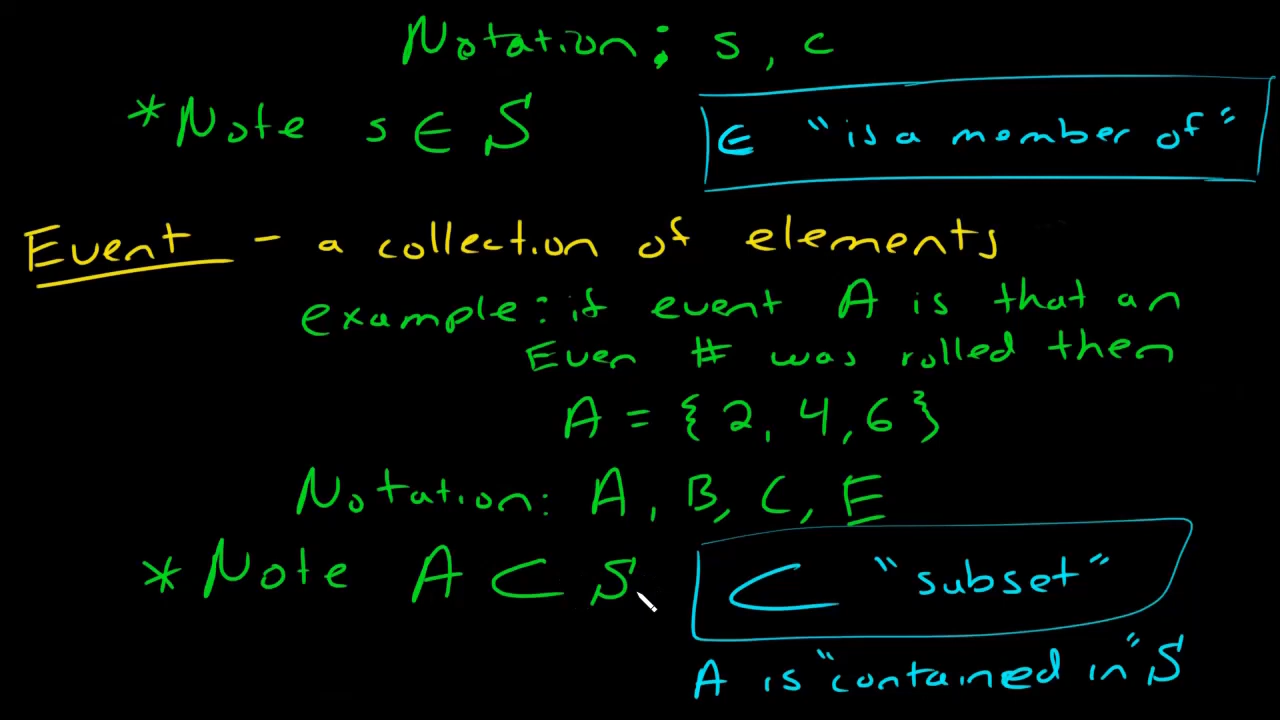 Notation: s, c
*Note s ∈ S
∈ "is a member of"
Event - a collection of elements
example: if event A is that an
Even # was rolled then
A = {2, 4, 6}
Notation: A, B, C, E
*Note A ⊂ S
⊂ "subset"
A is "contained in" S